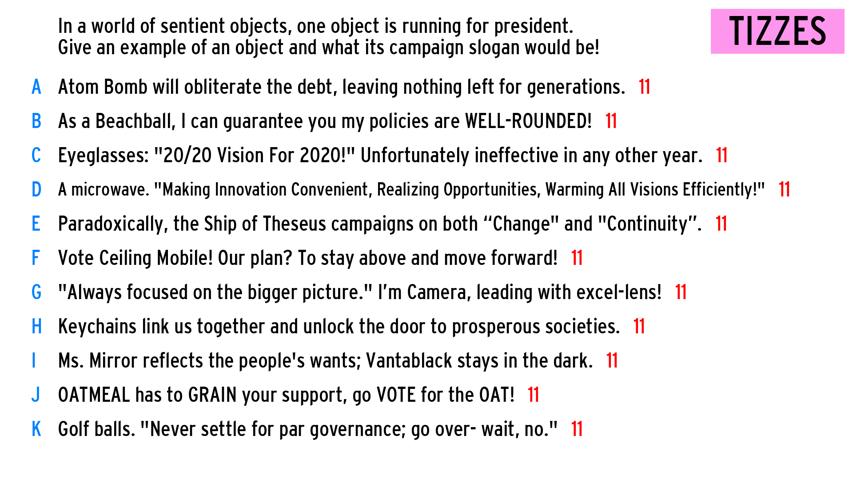 In a world of sentient objects, one object is running for president.
Give an example of an object and what its campaign slogan would be!
TIZZES
A Atom Bomb will obliterate the debt, leaving nothing left for generations. 11
B As a Beachball, I can guarantee you my policies are WELL-ROUNDED! 11
C Eyeglasses: "20/20 Vision For 2020!" Unfortunately ineffective in any other year. 11
D A microwave. "Making Innovation Convenient, Realizing Opportunities, Warming All Visions Efficiently!" 11
E Paradoxically, the Ship of Theseus campaigns on both “Change" and "Continuity”. 11
F Vote Ceiling Mobile! Our plan? To stay above and move forward! 11
G "Always focused on the bigger picture." I’m Camera, leading with excel-lens! 11
H Keychains link us together and unlock the door to prosperous societies. 11
I Ms. Mirror reflects the people's wants; Vantablack stays in the dark. 11
J OATMEAL has to GRAIN your support, go VOTE for the OAT! 11
K Golf balls. "Never settle for par governance; go over- wait, no." 11